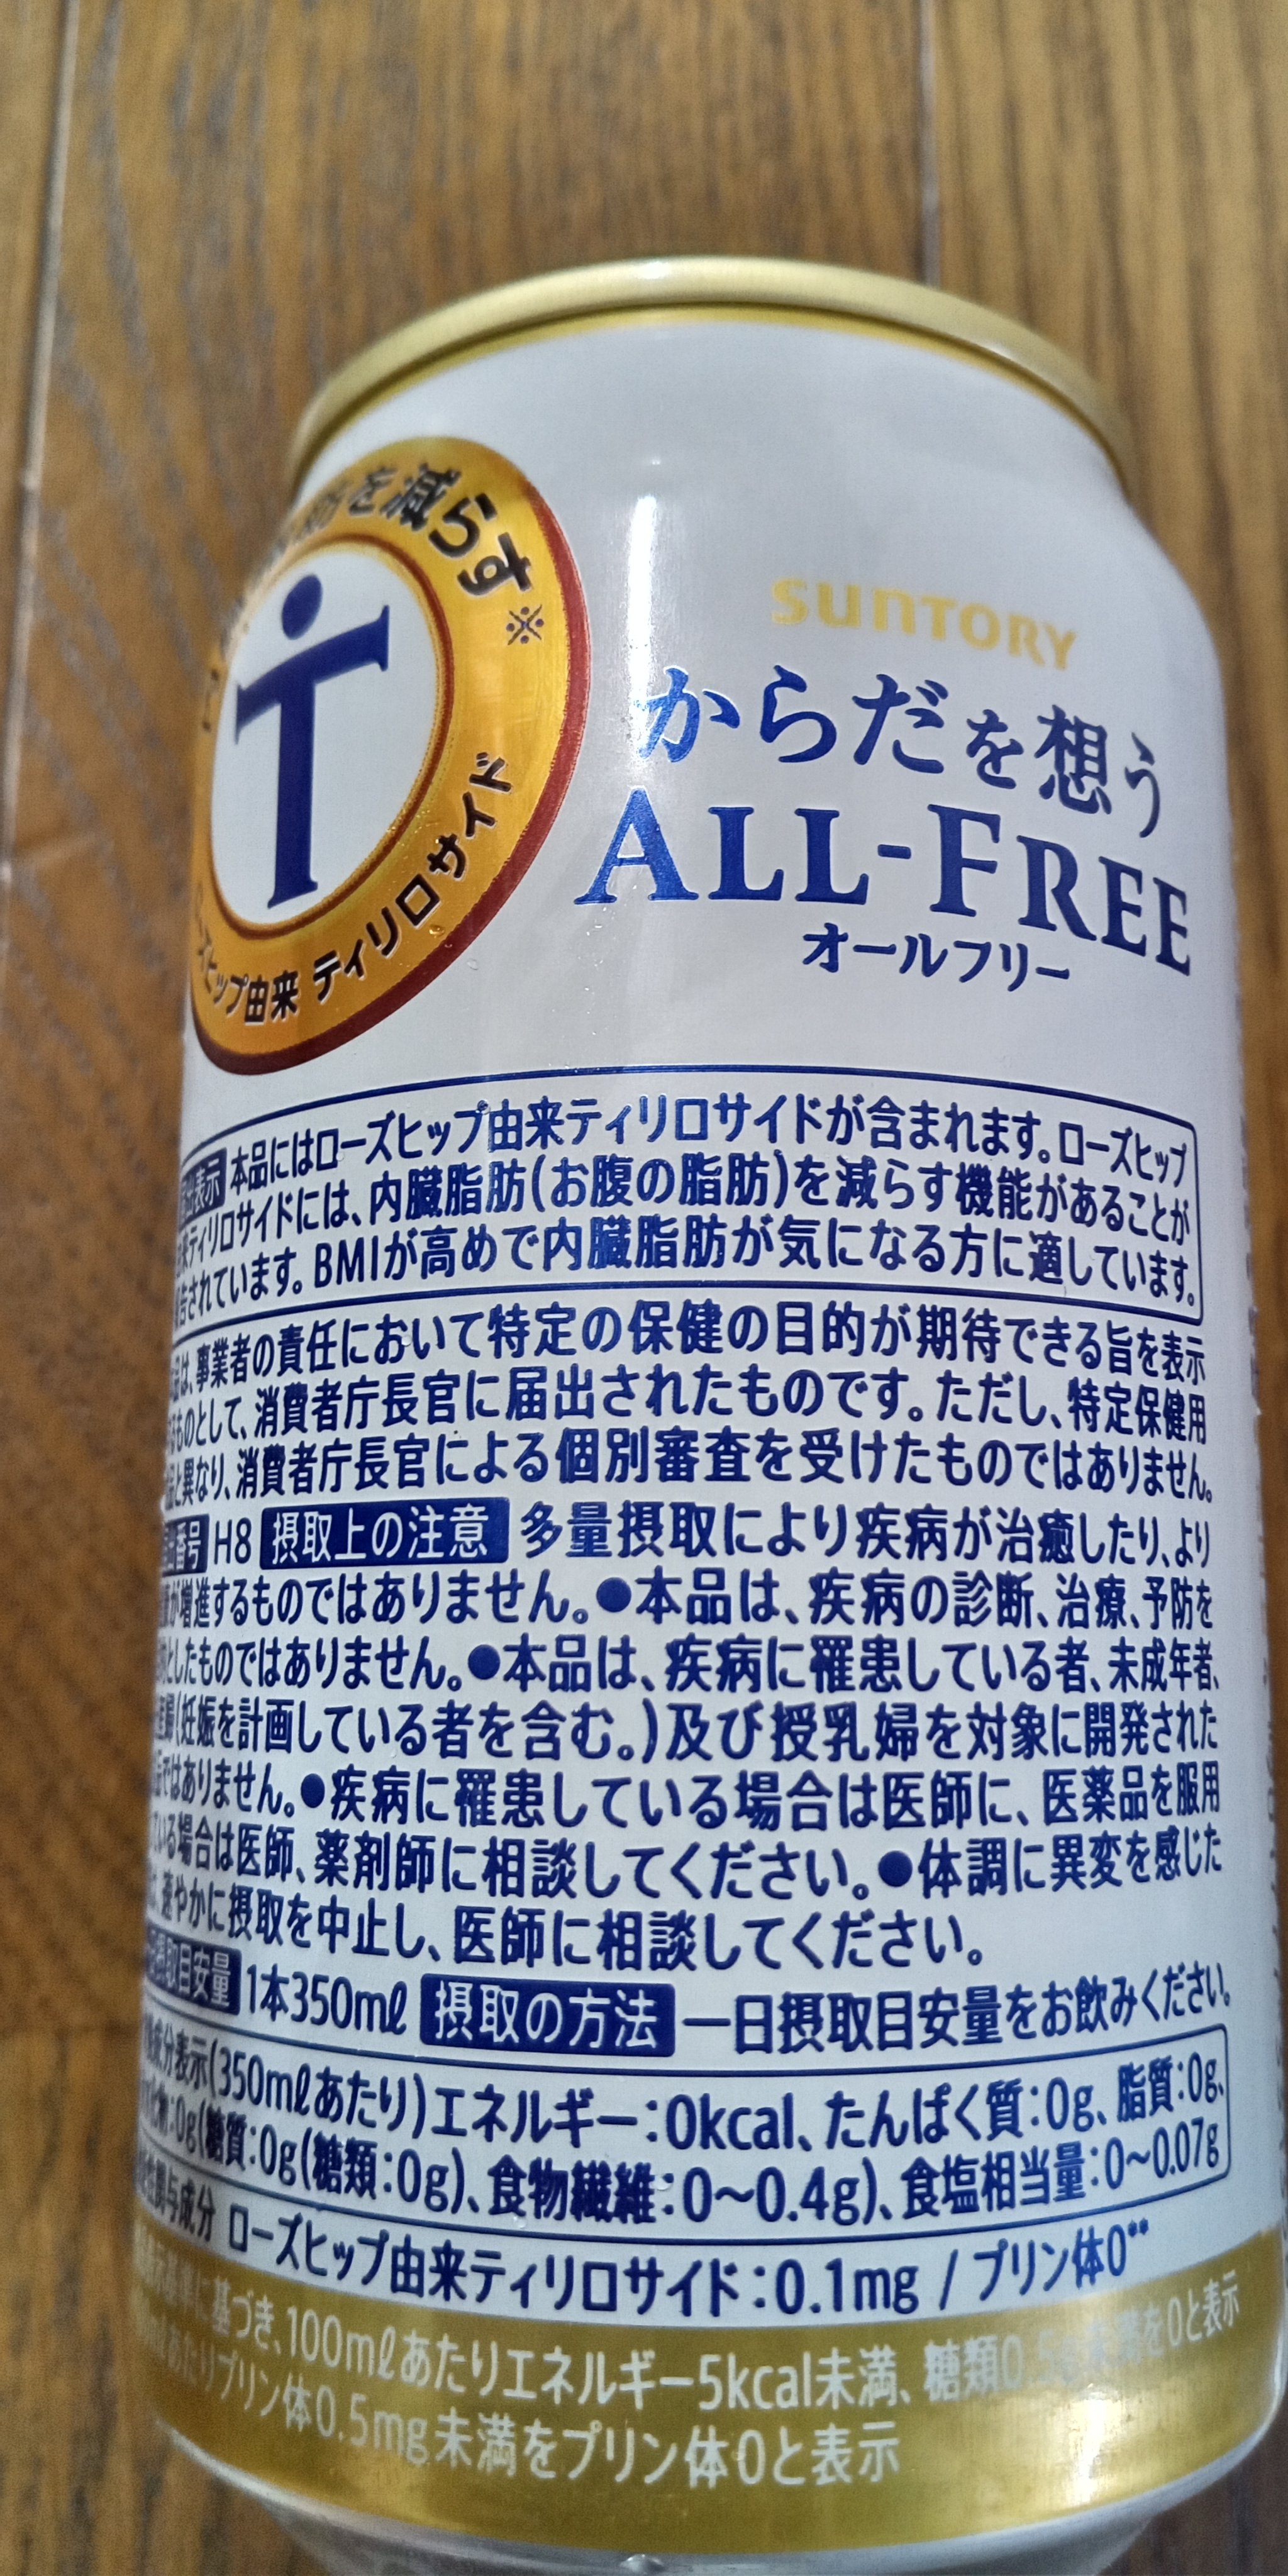 を減らす※
ヒップ由来 ティリロサイド
SUNTORY
からだを想う
ALL-FREE
オールフリー
表示 本品にはローズヒップ由来ティリロサイドが含まれます。ローズヒップ
ティリロサイドには、内臓脂肪(お腹の脂肪)を減らす機能があることが
されています。BMIが高めで内臓脂肪が気になる方に適しています。
品は、事業者の責任において特定の保健の目的が期待できる旨を表示
ものとして、消費者庁長官に届出されたものです。ただし、特定保健用
品と異なり、消費者庁長官による個別審査を受けたものではありません。
番号 H8 摂取上の注意 多量摂取により疾病が治癒したり、より
が増進するものではありません。●本品は、疾病の診断、治療、予防を
としたものではありません。●本品は、疾病に罹患している者、未成年者、
婦(妊娠を計画している者を含む。)及び授乳婦を対象に開発された
ではありません。●疾病に罹患している場合は医師に、医薬品を服用
いる場合は医師、薬剤師に相談してください。●体調に異変を感じた
速やかに摂取を中止し、医師に相談してください。
摂取目安量 1本350mℓ 摂取の方法 一日摂取目安量をお飲みください。
成分表示(350mℓあたり)エネルギー:0kcal、たんぱく質:0g、脂質:0g、
:0g(糖質:0g(糖類:0g)、食物繊維:0〜0.4g)、食塩相当量:0〜0.07g
関与成分 ローズヒップ由来ティリロサイド:0.1mg / プリン体0**
に基づき、100mℓあたりエネルギー5kcal未満、糖類0.5g未満を0と表示
あたりプリン体0.5mg未満をプリン体0と表示